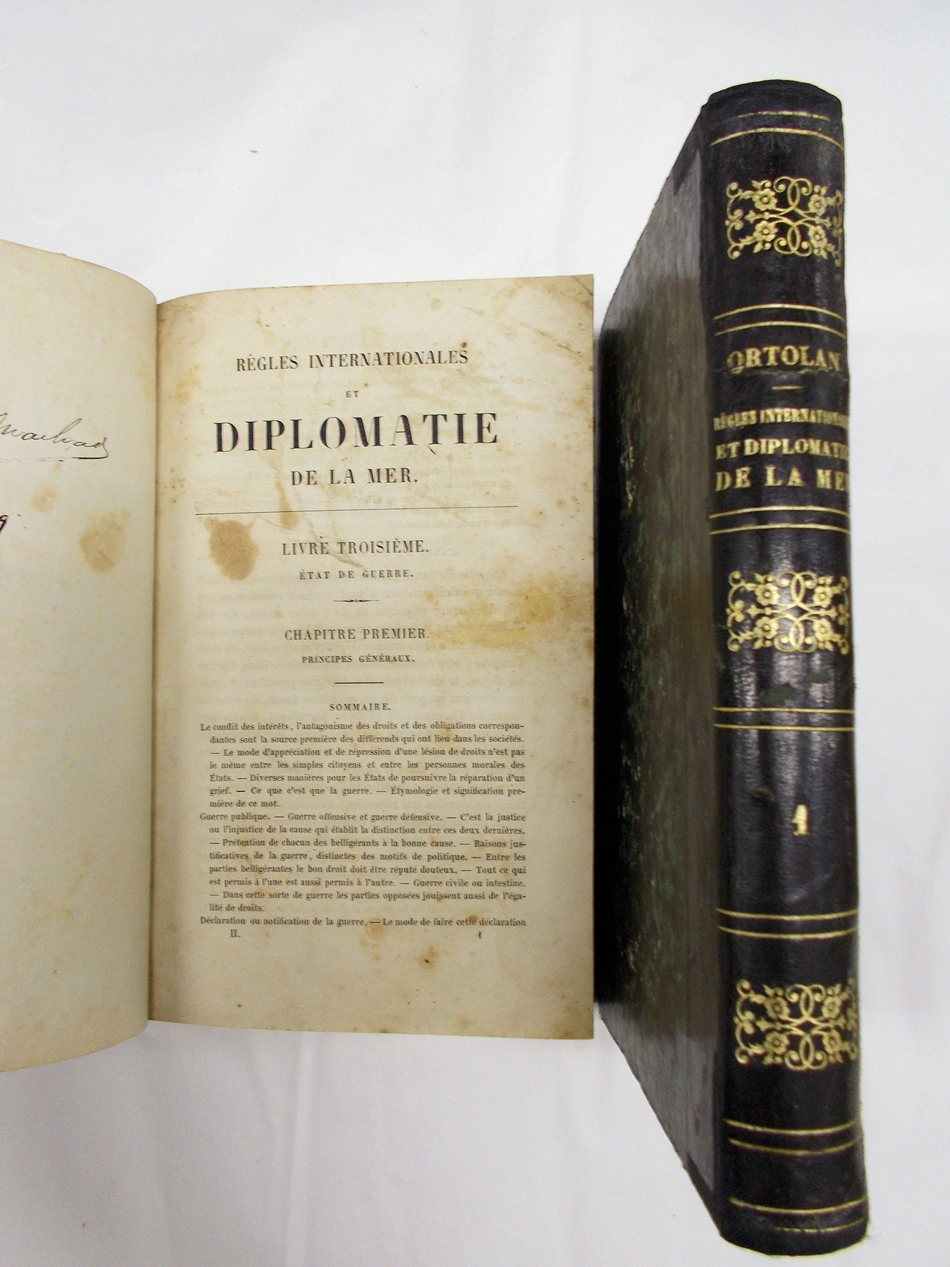 RÈGLES INTERNATIONALES
ET
DIPLOMATIE
DE LA MER.
LIVRE TROISIÈME.
ÉTAT DE GUERRE.
CHAPITRE PREMIER.
PRINCIPES GÉNÉRAUX.
SOMMAIRE.
Le conflit des intérêts, l'antagonisme des droits et des obligations correspon-
dantes sont la source première des différends qui ont lieu dans les sociétés.
— Le mode d'appréciation et de répression d'une lésion de droits n'est pas
le même entre les simples citoyens et entre les personnes morales des
États. — Diverses manières pour les États de poursuivre la réparation d'un
grief. — Ce que c'est que la guerre. — Étymologie et signification pre-
mière de ce mot.
Guerre publique. — Guerre offensive et guerre défensive. — C'est la justice
ou l'injustice de la cause qui établit la distinction entre ces deux dernières.
— Prétention de chacun des belligérants à la bonne cause. — Raisons jus-
tificatives de la guerre, distinctes des motifs de politique. — Entre les
parties belligérantes le bon droit doit être réputé douteux. — Tout ce qui
est permis à l'une est aussi permis à l'autre. — Guerre civile ou intestine.
— Dans cette sorte de guerre les parties opposées jouissent aussi de l'éga-
lité de droits.
Déclaration ou notification de la guerre. — Le mode de faire cette déclaration
II. 1
ORTOLAN
RÈGLES INTERNATIONALES
ET DIPLOMATIE
DE LA MER
1